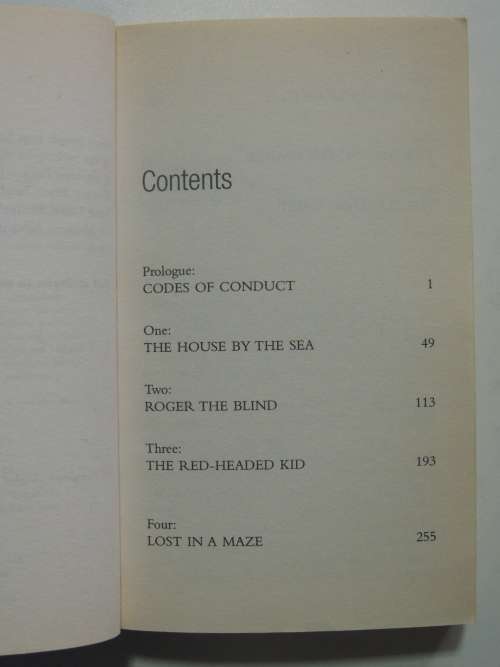 Contents
Prologue:
CODES OF CONDUCT 1
One:
THE HOUSE BY THE SEA 49
Two:
ROGER THE BLIND 113
Three:
THE RED-HEADED KID 193
Four:
LOST IN A MAZE 255